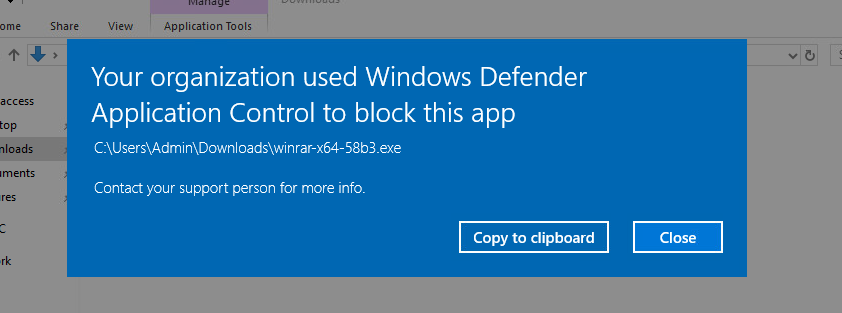 Manage
Downloads
ome Share View Application Tools
access
top
nloads
uments
ures
C
ork
Your organization used Windows Defender
Application Control to block this app
C:\Users\Admin\Downloads\winrar-x64-58b3.exe
Contact your support person for more info.
Copy to clipboard
Close